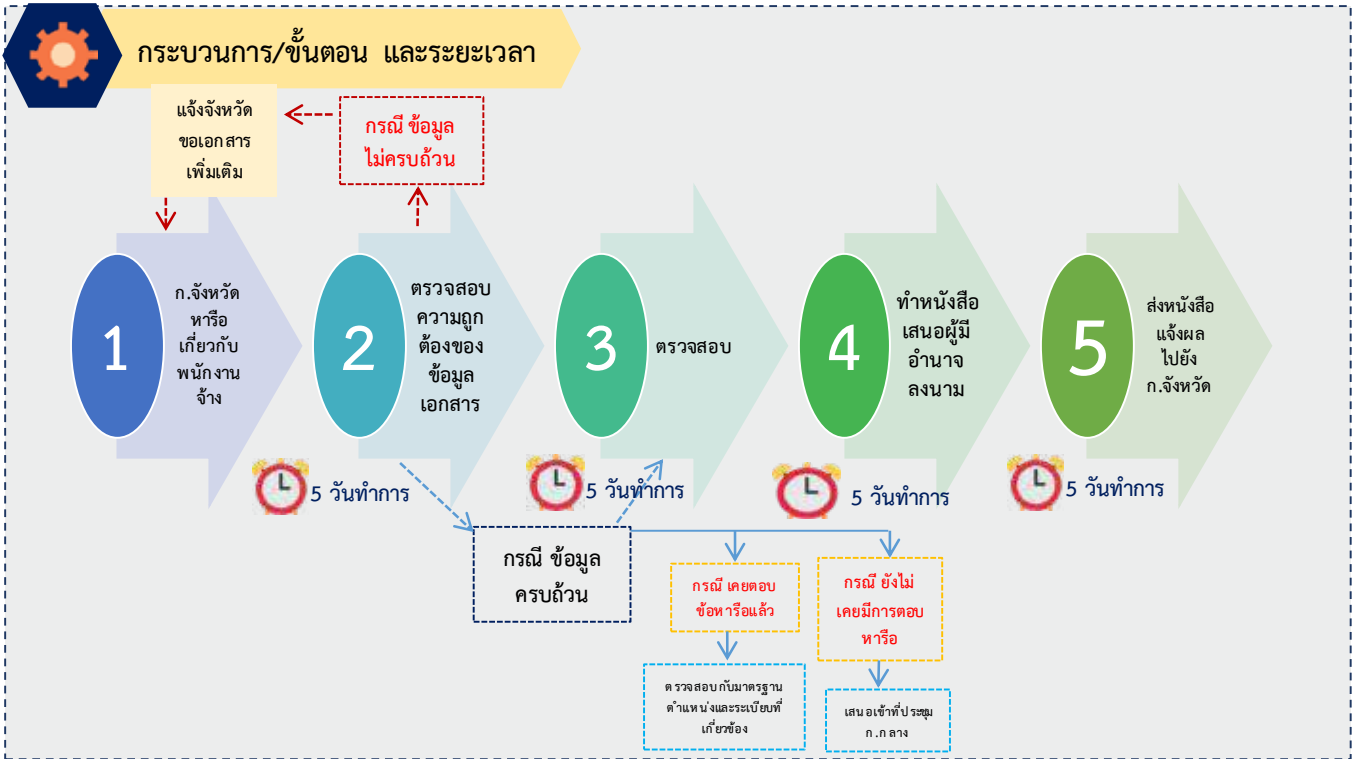 กระบวนการ/ขั้นตอน และระยะเวลา
แจ้งจังหวัด
ขอเอกสาร
เพิ่มเติม
กรณี ข้อมูล
ไม่ครบถ้วน
1
ก.จังหวัด
หารือ
เกี่ยวกับ
พนักงาน
จ้าง
2
ตรวจสอบ
ความถูก
ต้องของ
ข้อมูล
เอกสาร
3
ตรวจสอบ
4
ทำหนังสือ
เสนอผู้มี
อำนาจ
ลงนาม
5
ส่งหนังสือ
แจ้งผล
ไปยัง
ก.จังหวัด
5 วันทำการ
5 วันทำการ
5 วันทำการ
5 วันทำการ
กรณี ข้อมูล
ครบถ้วน
กรณี เคยตอบ
ข้อหารือแล้ว
กรณี ยังไม่
เคยมีการตอบ
หารือ
ตรวจสอบกับมาตรฐาน
ตำแหน่งและระเบียบที่
เกี่ยวข้อง
เสนอเข้าที่ประชุม
ก.กลาง